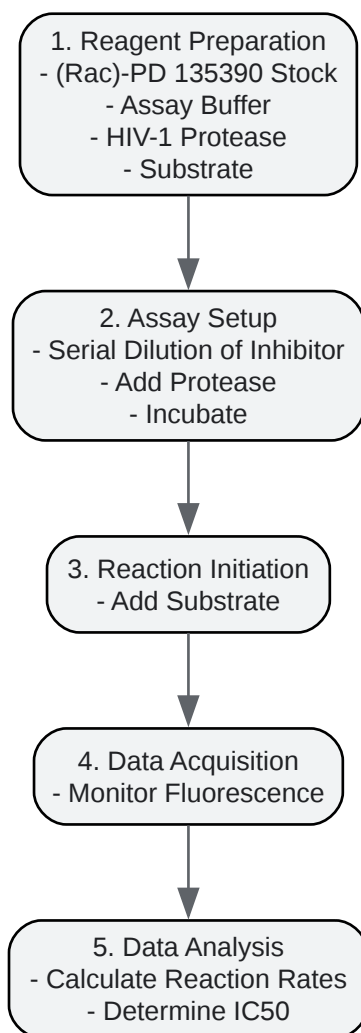 1. Reagent Preparation
- (Rac)-PD 135390 Stock
- Assay Buffer
- HIV-1 Protease
- Substrate
2. Assay Setup
- Serial Dilution of Inhibitor
- Add Protease
- Incubate
3. Reaction Initiation
- Add Substrate
4. Data Acquisition
- Monitor Fluorescence
5. Data Analysis
- Calculate Reaction Rates
- Determine IC50